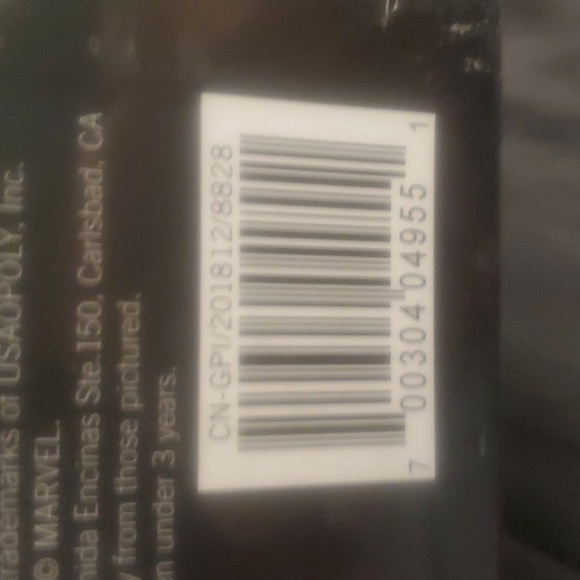 trademarks of USAOPOLY, Inc.
© MARVEL.
nida Encinas Ste.150, Carlsbad, CA
y from those pictured.
n under 3 years.
CN-GPI/201812/8828
7 00304 04955 1